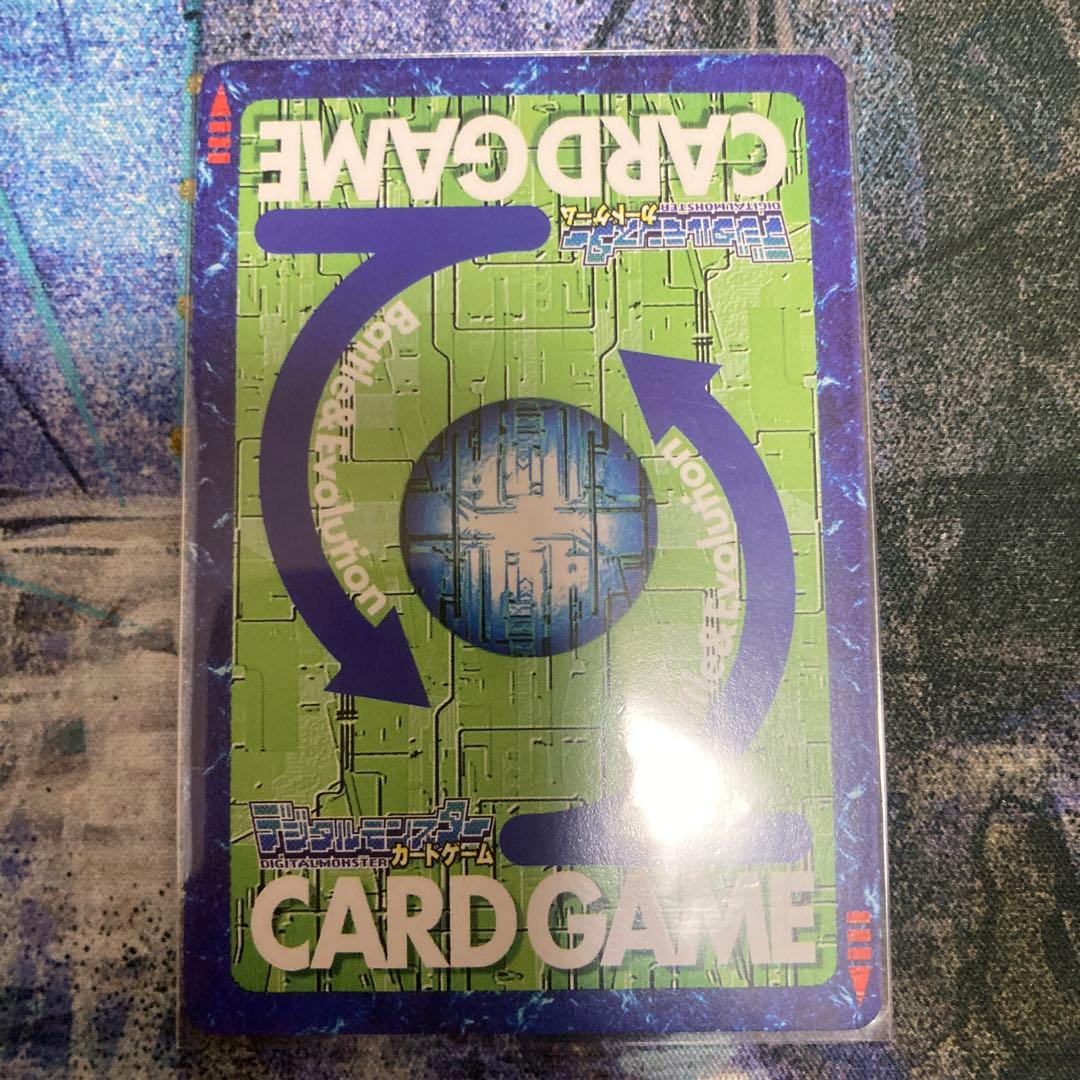 CARD GAME
デジタルモンスター
DIGITALMONSTER
カードゲーム
Battle&Evolution
Evolution
デジタルモンスター
DIGITALMONSTER
カードゲーム
CARD GAME